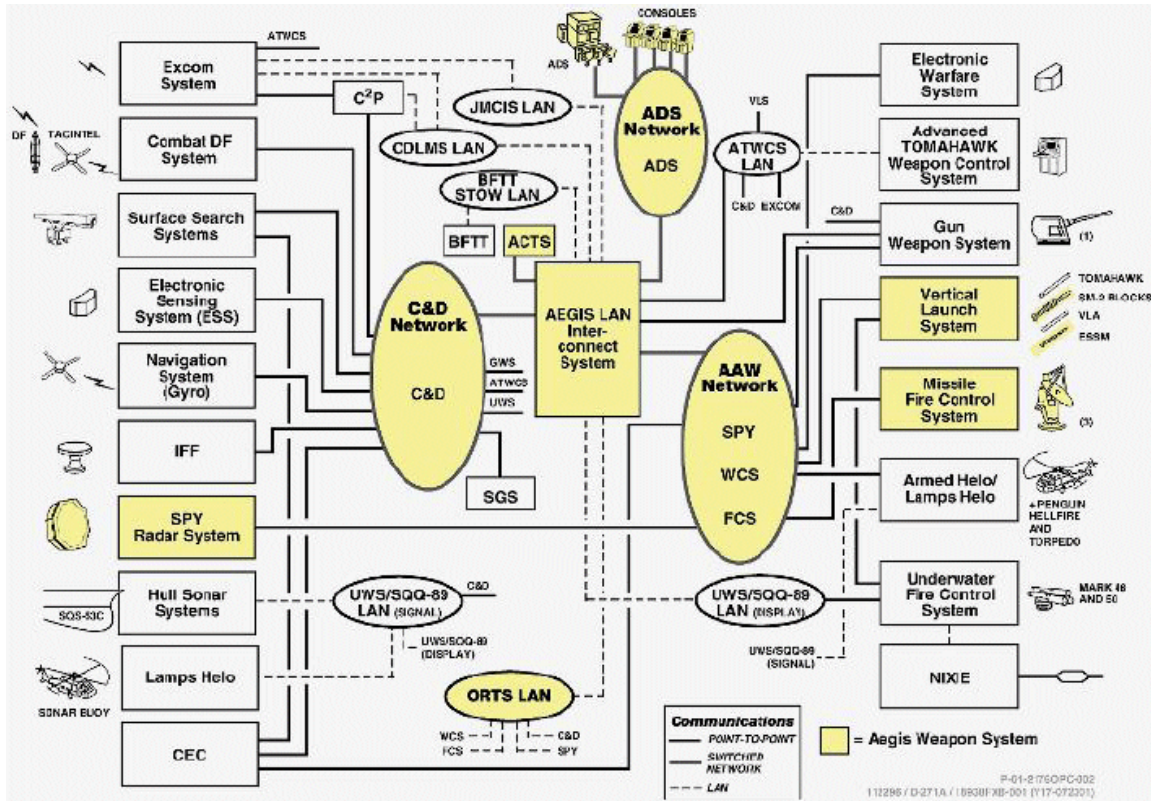 ATWCS
Excom
System
C²P
JMCIS LAN
CDLMS LAN
BFTT
STOW LAN
BFTT
ACTS
ADS
CONSOLES
ADS
Network
ADS
VLS
ATWCS
LAN
C&D EXCOM
Electronic
Warfare
System
Advanced
TOMAHAWK
Weapon Control
System
C&D
Gun
Weapon System
(1)
Vertical
Launch
System
TOMAHAWK
SM-2 BLOCKS
VLA
ESSM
Missile
Fire Control
System
(3)
Armed Helo/
Lamps Helo
+PENGUIN
HELLFIRE
AND
TORPEDO
Underwater
Fire Control
System
MARK 46
AND 50
NIXIE
DF
TACINTEL
Combat DF
System
Surface Search
Systems
Electronic
Sensing
System (ESS)
Navigation
System
(Gyro)
IFF
SPY
Radar System
Hull Sonar
Systems
SQS-53C
Lamps Helo
SONAR BUOY
CEC
C&D
Network
C&D
GWS
ATWCS
UWS
SGS
AEGIS LAN
Inter-
connect
System
AAW
Network
SPY
WCS
FCS
UWS/SQQ-89
LAN (SIGNAL)
C&D
UWS/SQQ-89
(DISPLAY)
UWS/SQQ-89
LAN (DISPLAY)
UWS/SQQ-89
(SIGNAL)
ORTS LAN
WCS
FCS
C&D
SPY
Communications
POINT-TO-POINT
SWITCHED
NETWORK
LAN
= Aegis Weapon System